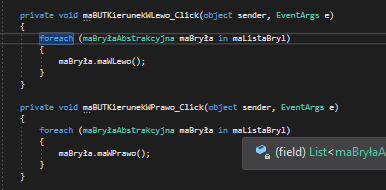 private void maBUTKierunekWLewo_Click(object sender, EventArgs e)
{
foreach (maBryłaAbstrakcyjna maBryła in maListaBryl)
{
maBryła.maWLewo();
}
}
private void maBUTKierunekWPrawo_Click(object sender, EventArgs e)
{
foreach (maBryłaAbstrakcyjna maBryła in maListaBryl)
{
maBryła.maWPrawo();
}
}
(field) List<maBryłaA